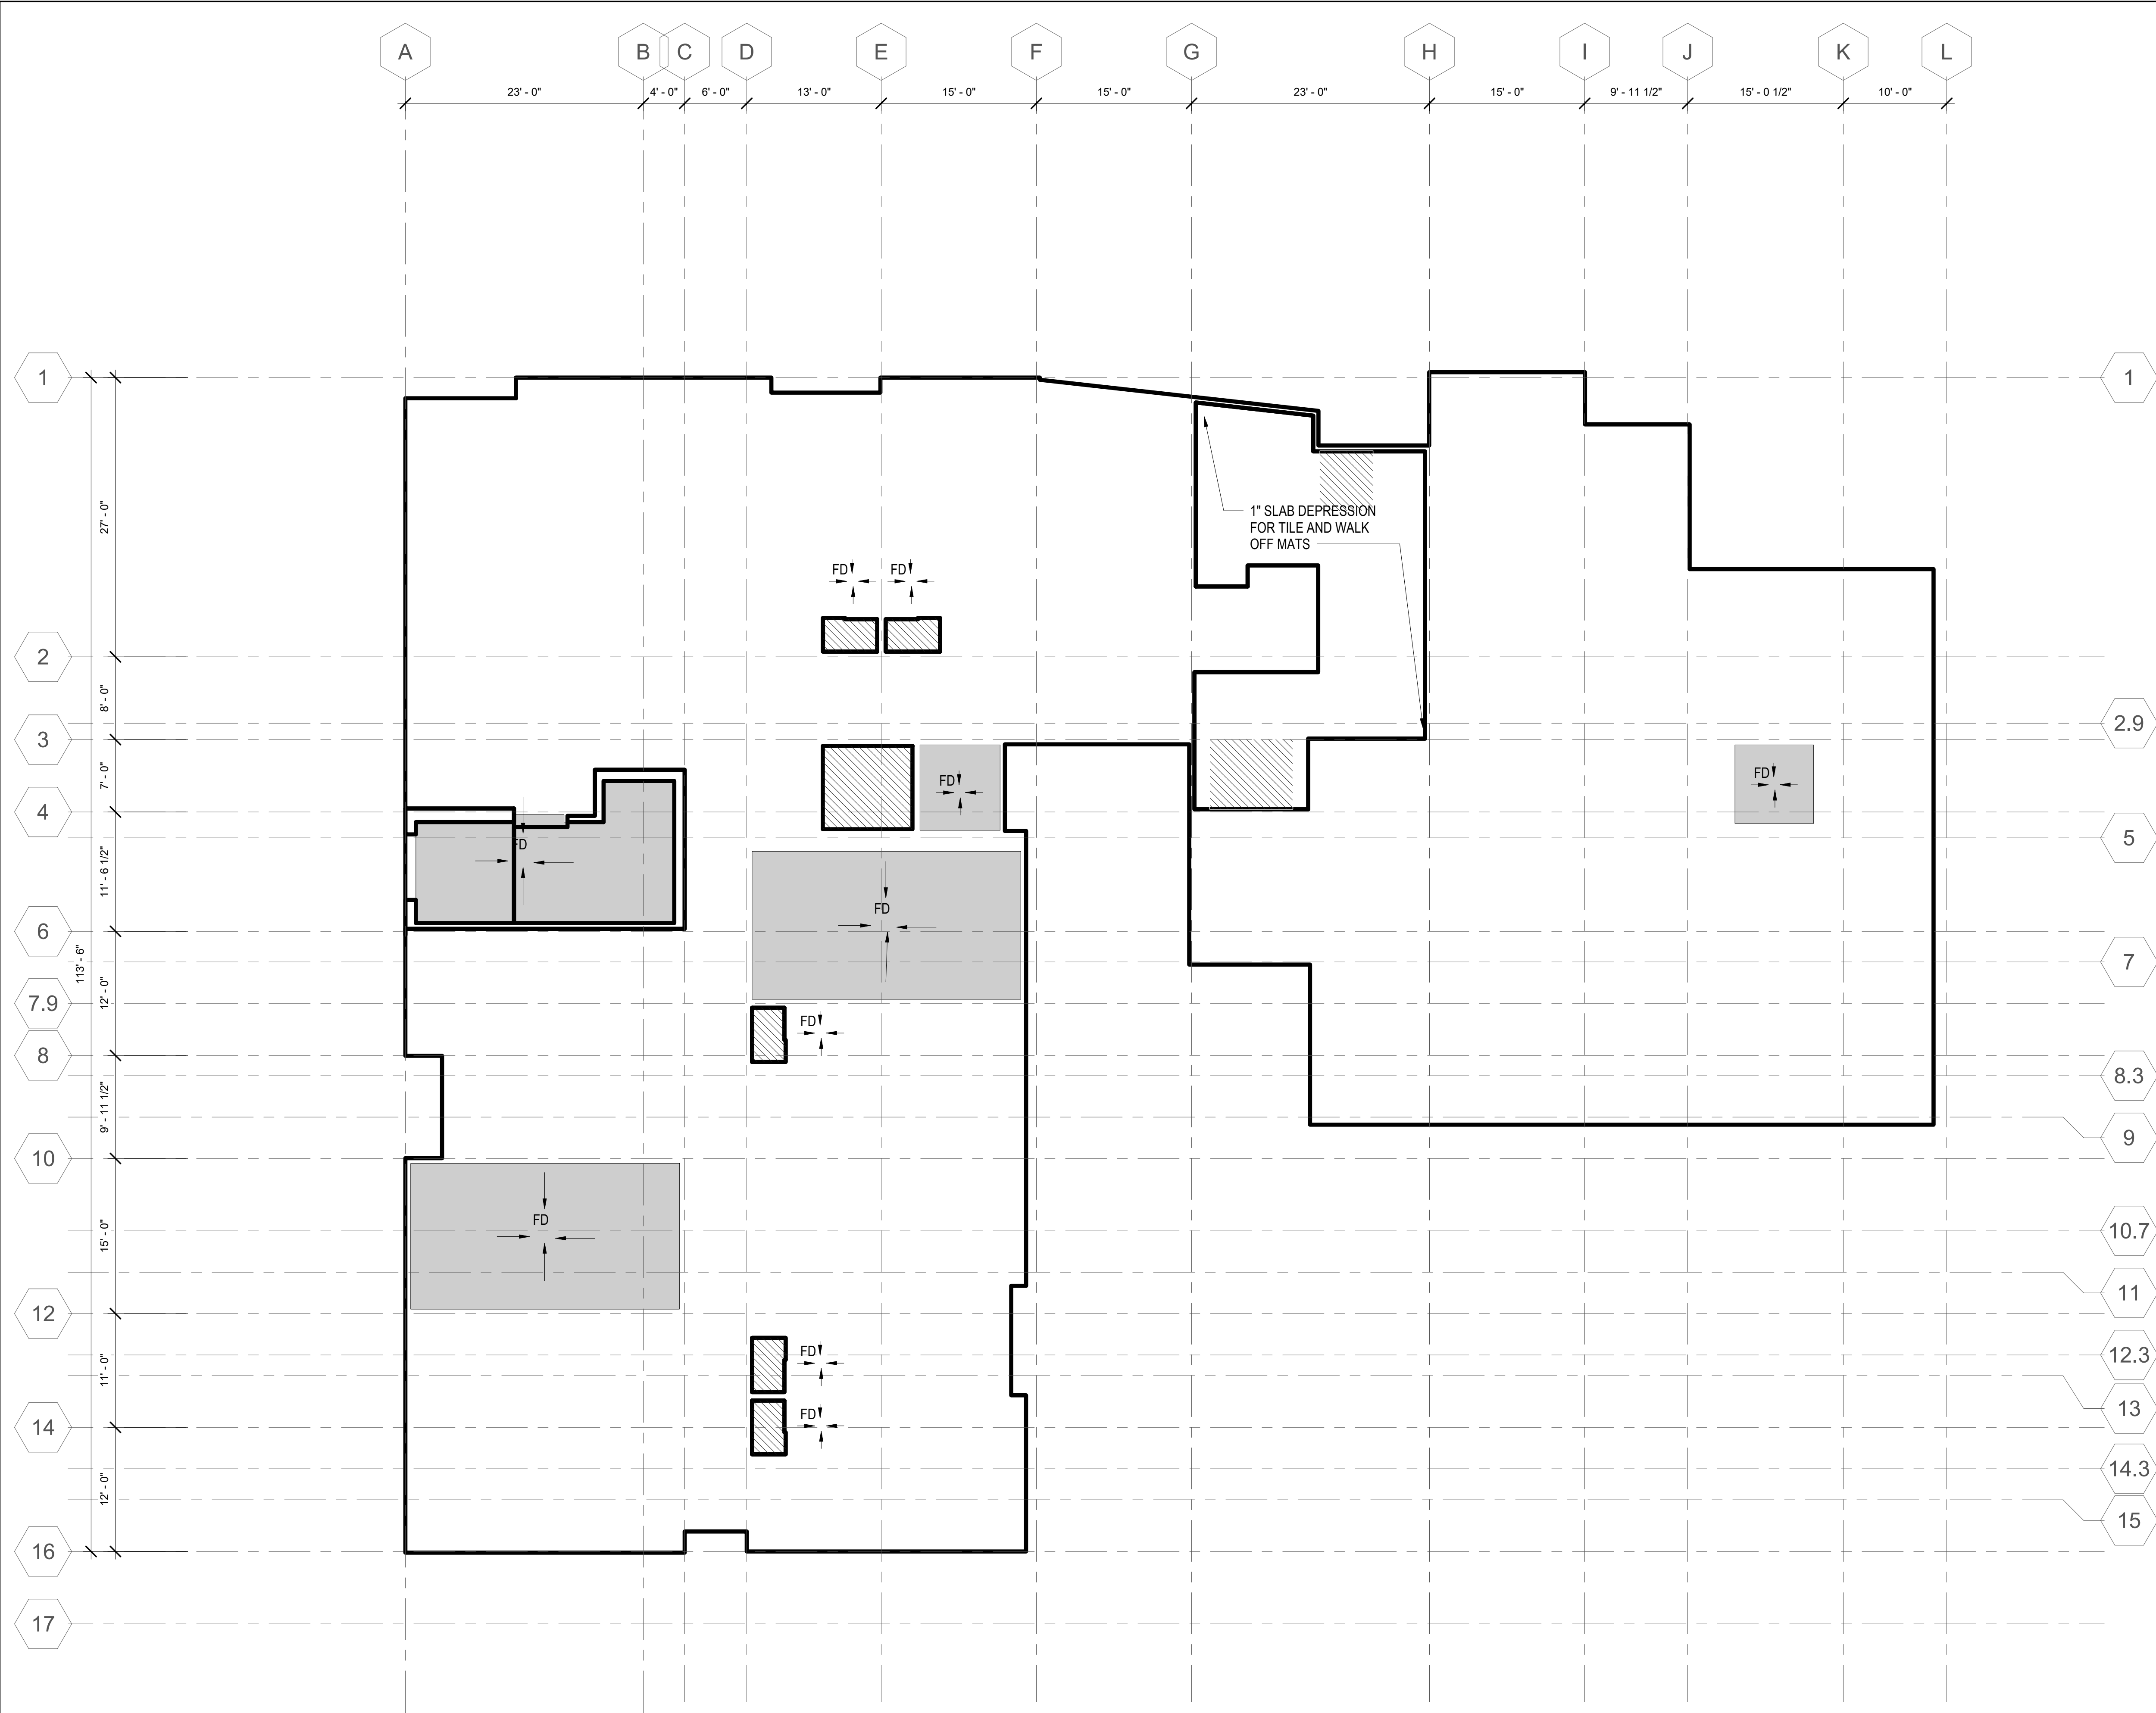 A B C D E F G H I J K L
23' - 0" 4' - 0" 6' - 0" 13' - 0" 15' - 0" 15' - 0" 23' - 0" 15' - 0" 9' - 11 1/2" 15' - 0 1/2" 10' - 0"
1 1
27' - 0"
1" SLAB DEPRESSION
FOR TILE AND WALK
OFF MATS
FD FD
2
8' - 0"
2.9
3
7' - 0"
FD FD
4
5
FD
11' - 6 1/2"
FD
6
113' - 6"
7
12' - 0"
7.9
FD
8
8.3
9' - 11 1/2"
9
10
FD
15' - 0"
10.7
11
12
FD
12.3
11' - 0"
13
FD
14
14.3
12' - 0"
15
16
17